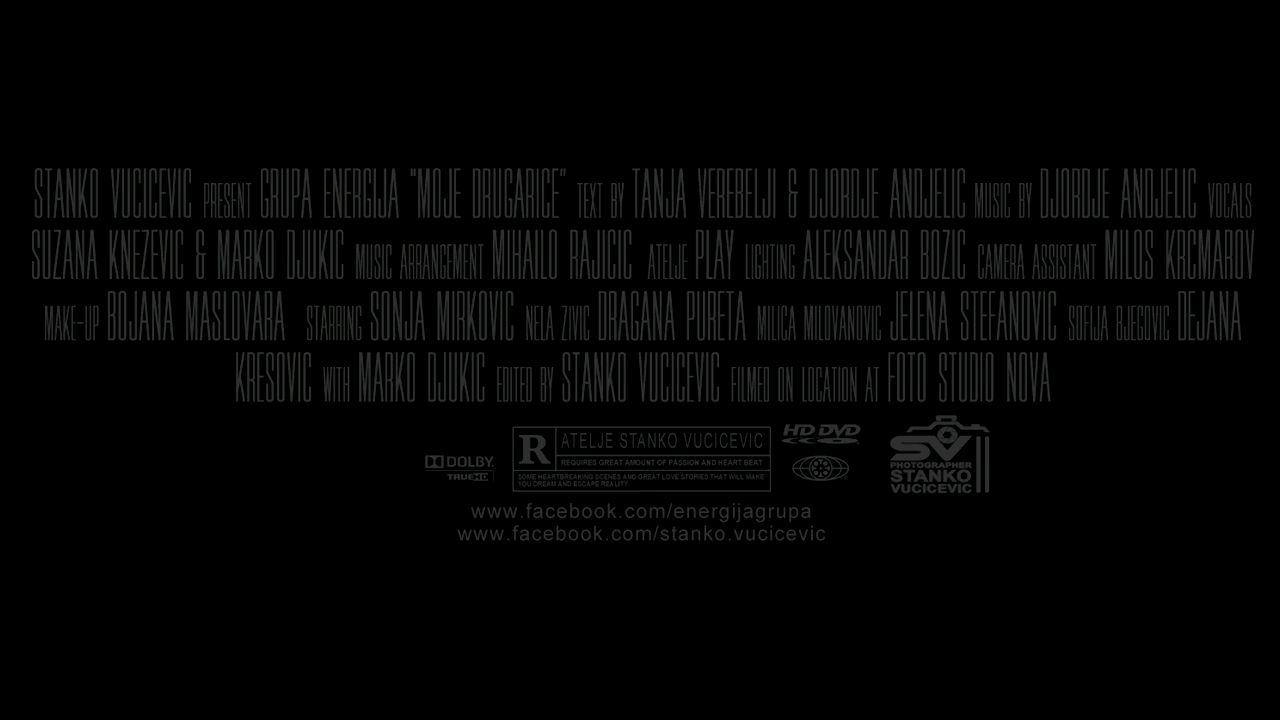 STANKO VUCICEVIC PRESENT GRUPA ENERGIJA "MOJE DRUGARICE" TEXT BY TANJA VEREBELJI & DJORDJE ANDJELIC MUSIC BY DJORDJE ANDJELIC VOCALS
SUZANA KNEZEVIC & MARKO DJUKIC MUSIC ARRANGEMENT MIHAILO RAJICIC ATELJE PLAY LIGHTING ALEKSANDAR BOZIC CAMERA ASSISTANT MILOS KRCMAROV
MAKE-UP BOJANA MASLOVARA STARRING SONJA MIRKOVIC NELA ZIVIC DRAGANA PURETA MILICA MILOVANOVIC JELENA STEFANOVIC SOFIJA BJEGOVIC DEJANA
KRESOVIC WITH MARKO DJUKIC EDITED BY STANKO VUCICEVIC FILMED ON LOCATION AT FOTO STUDIO NOVA
DOLBY
TRUEHD
R ATELJE STANKO VUCICEVIC
REQUIRES GREAT AMOUNT OF PASSION AND HEART BEAT
SOME HEARTBREAKING SCENES AND GREAT LOVE STORIES THAT WILL MAKE
YOU DREAM AND ESCAPE REALITY
HD DVD
SV
PHOTOGRAPHER
STANKO
VUCICEVIC
www.facebook.com/energijagrupa
www.facebook.com/stanko.vucicevic